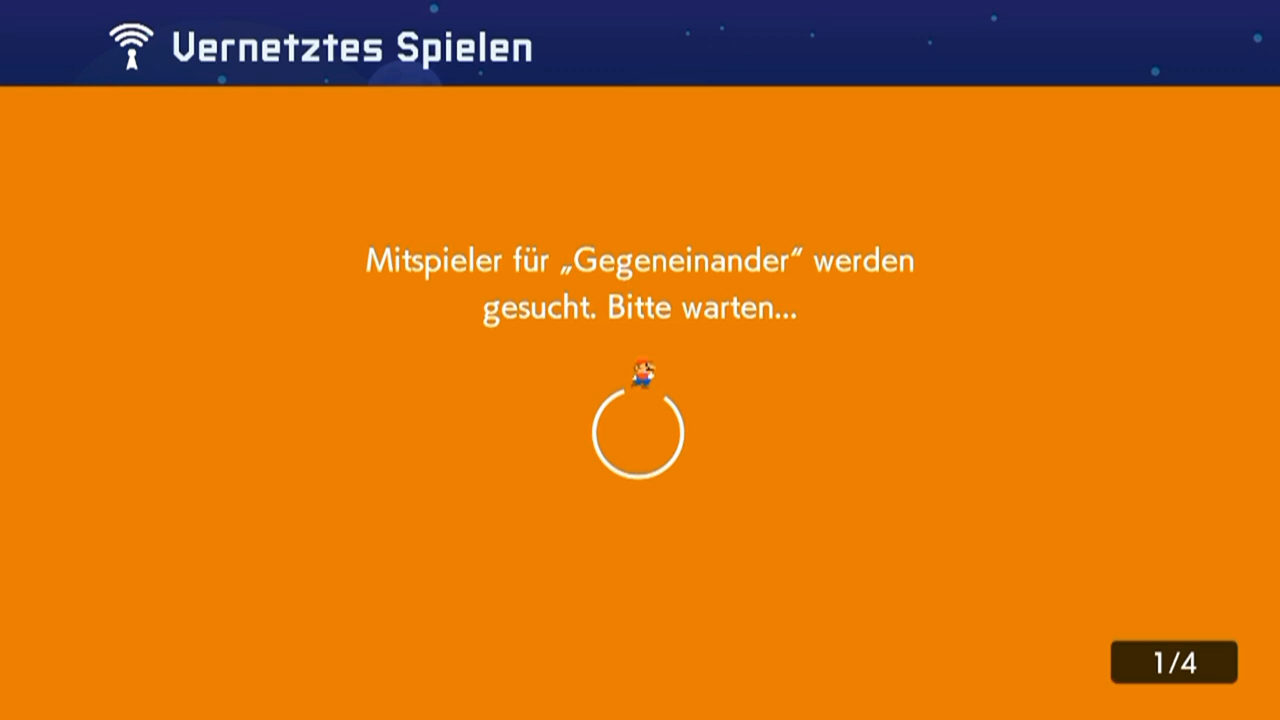 Vernetztes Spielen
Mitspieler für „Gegeneinander“ werden
gesucht. Bitte warten...
1/4